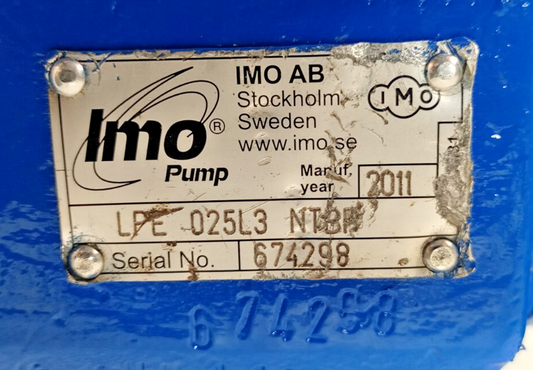 IMO AB
Stockholm
Sweden
www.imo.se
IMO
Imo®
Pump
Manuf. year 2011
LPE 025L3 NTBP
Serial No. 674298
674298